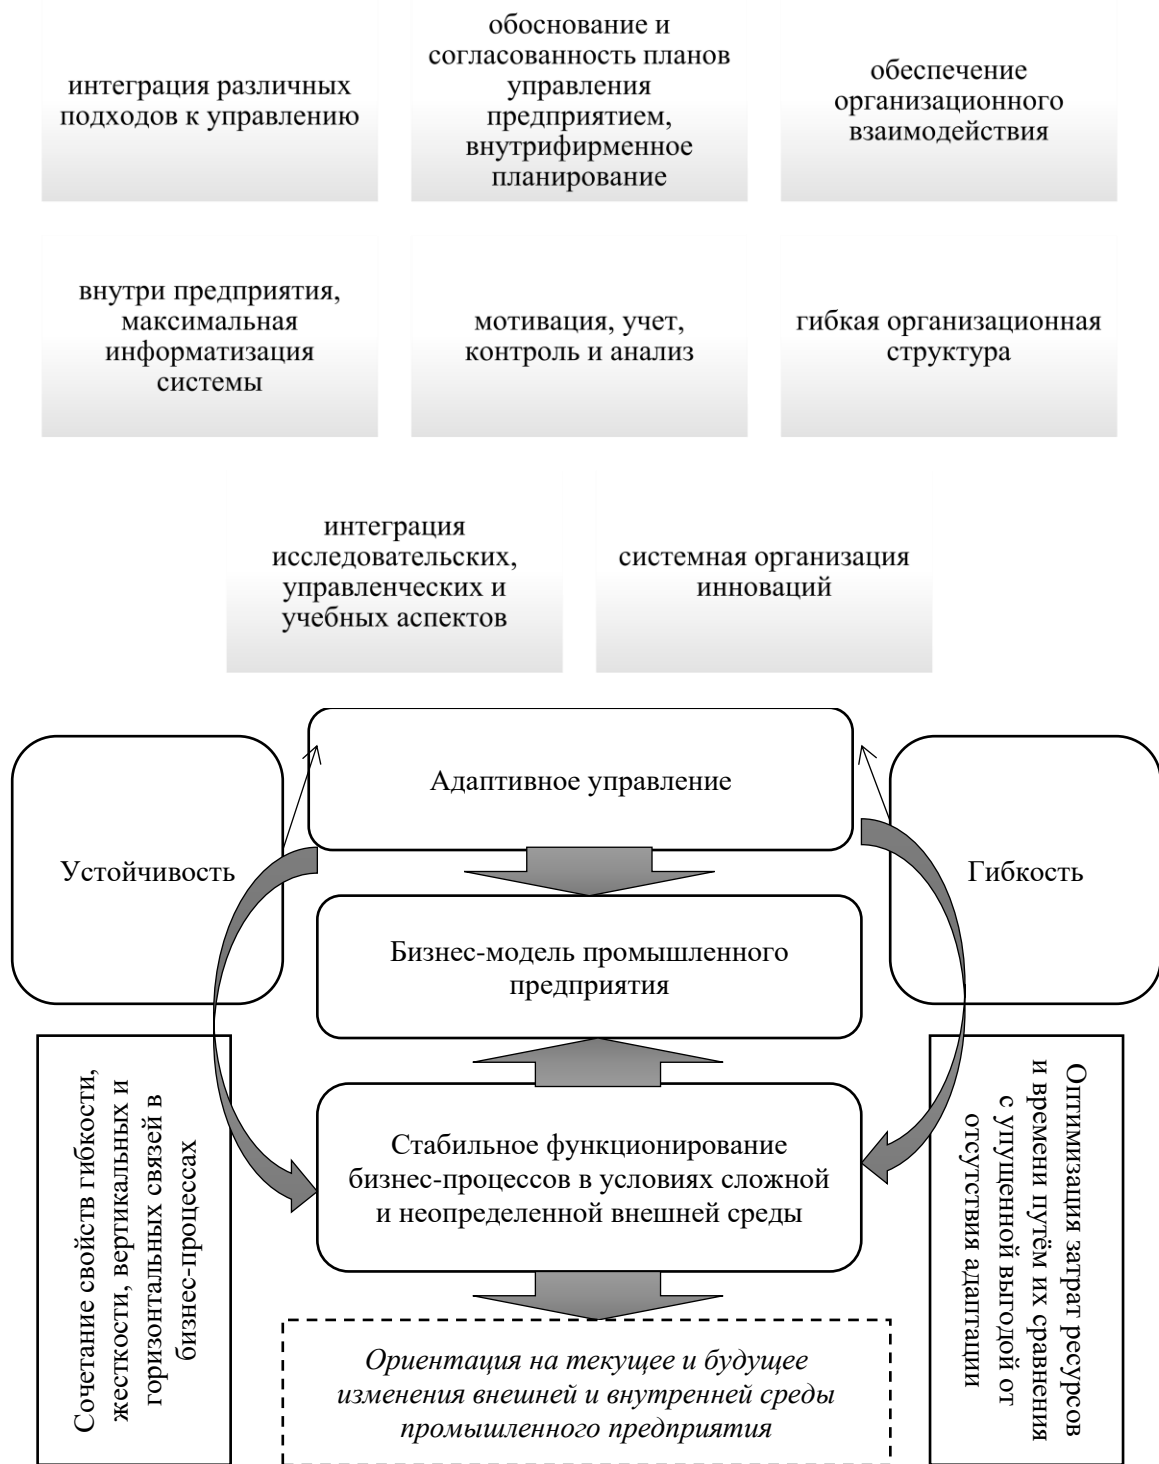 интеграция различных
подходов к управлению
обоснование и
согласованность планов
управления
предприятием,
внутрифирменное
планирование
обеспечение
организационного
взаимодействия
внутри предприятия,
максимальная
информатизация
системы
мотивация, учет,
контроль и анализ
гибкая организационная
структура
интеграция
исследовательских,
управленческих и
учебных аспектов
системная организация
инноваций
Адаптивное управление
Устойчивость
Гибкость
Бизнес-модель промышленного
предприятия
Стабильное функционирование
бизнес-процессов в условиях сложной
и неопределенной внешней среды
Сочетание свойств гибкости,
жесткости, вертикальных и
горизонтальных связей в
бизнес-процессах
Оптимизация затрат ресурсов
и времени путём их сравнения
с упущенной выгодой от
отсутствия адаптации
Ориентация на текущее и будущее
изменения внешней и внутренней среды
промышленного предприятия